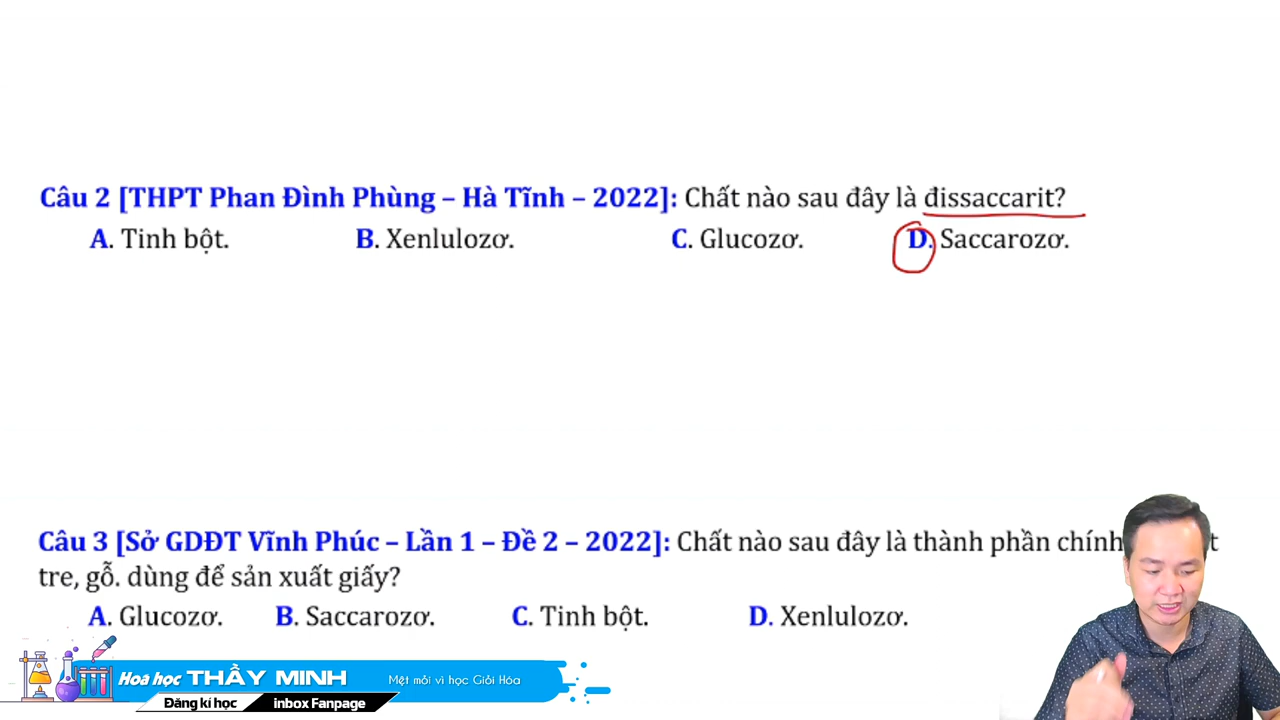 Câu 2 [THPT Phan Đình Phùng – Hà Tĩnh – 2022]: Chất nào sau đây là đissaccarit?
A. Tinh bột. B. Xenlulozơ. C. Glucozơ. D. Saccarozơ.
Câu 3 [Sở GDĐT Vĩnh Phúc – Lần 1 – Đề 2 – 2022]: Chất nào sau đây là thành phần chính
tre, gỗ. dùng để sản xuất giấy?
A. Glucozơ. B. Saccarozơ. C. Tinh bột. D. Xenlulozơ.
Hoá học THẦY MINH Mệt mỏi vì học Giỏi Hóa
Đăng kí học inbox Fanpage